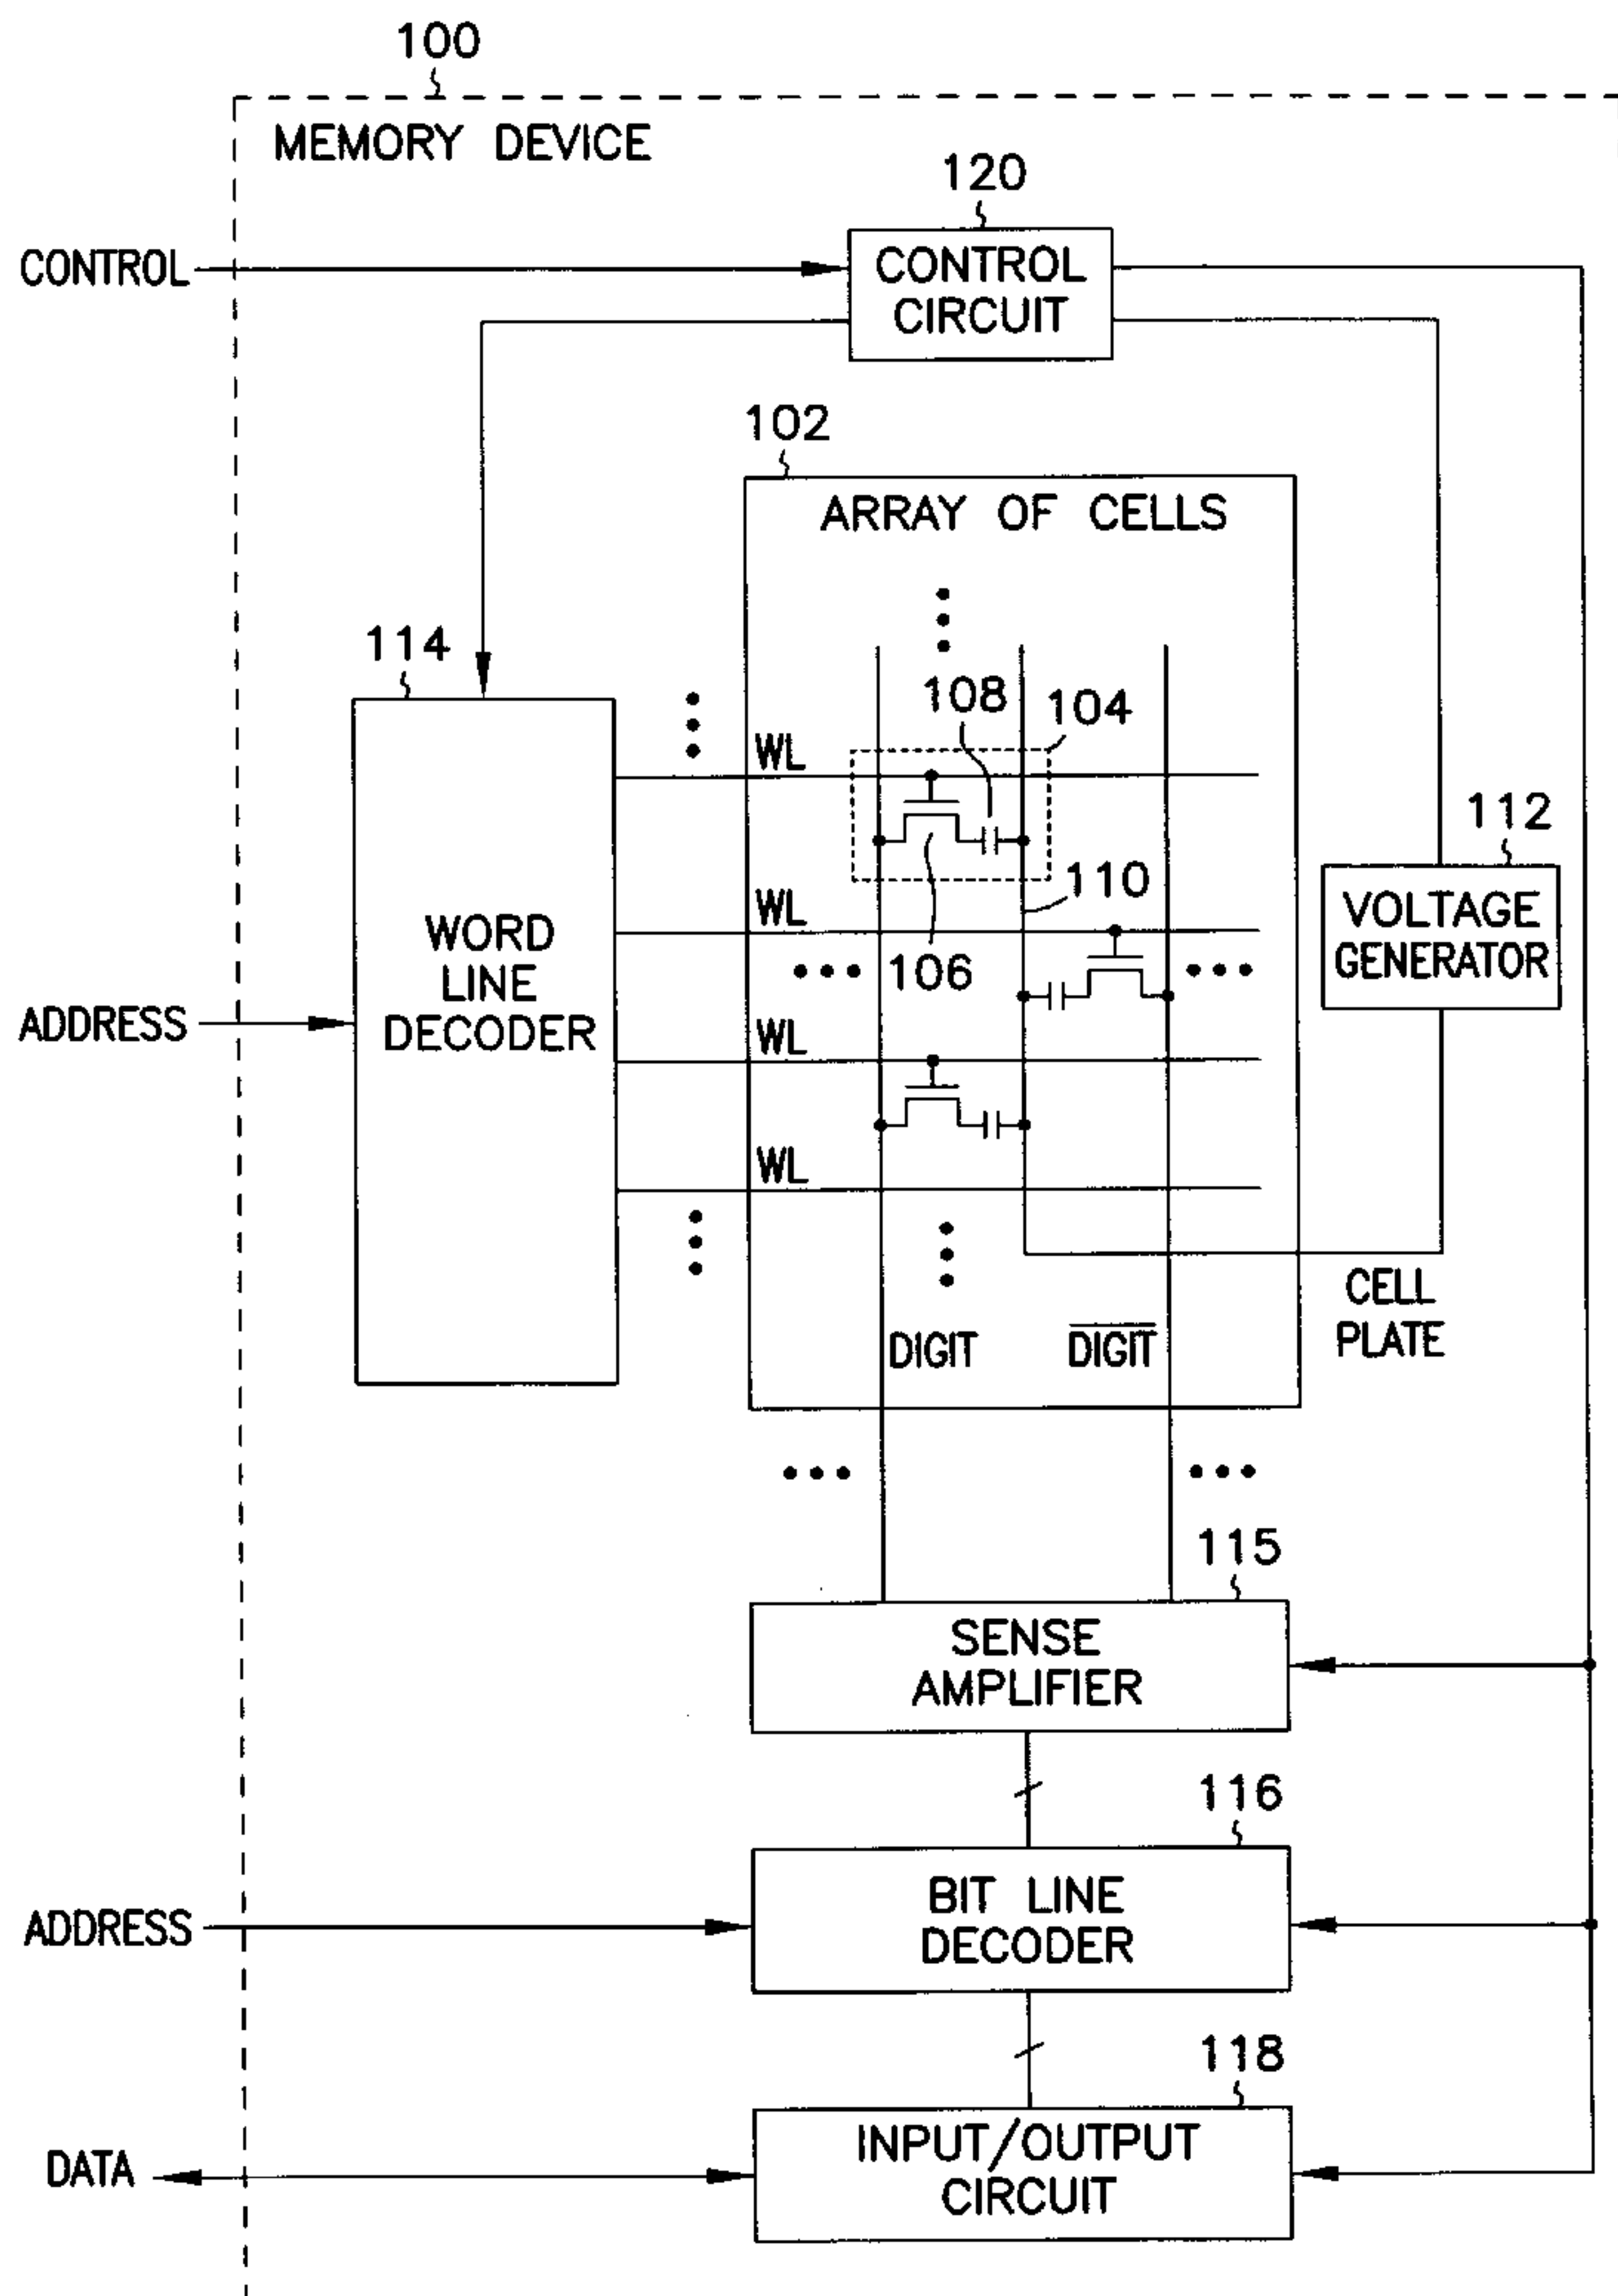 100
MEMORY DEVICE
120
CONTROL
CONTROL
CIRCUIT
102
ARRAY OF CELLS
114
108
104
WL
112
110
WL
VOLTAGE
GENERATOR
WORD
LINE
DECODER
106
ADDRESS
WL
WL
CELL
PLATE
DIGIT
D̅I̅G̅I̅T̅
115
SENSE
AMPLIFIER
116
ADDRESS
BIT LINE
DECODER
118
DATA
INPUT/OUTPUT
CIRCUIT